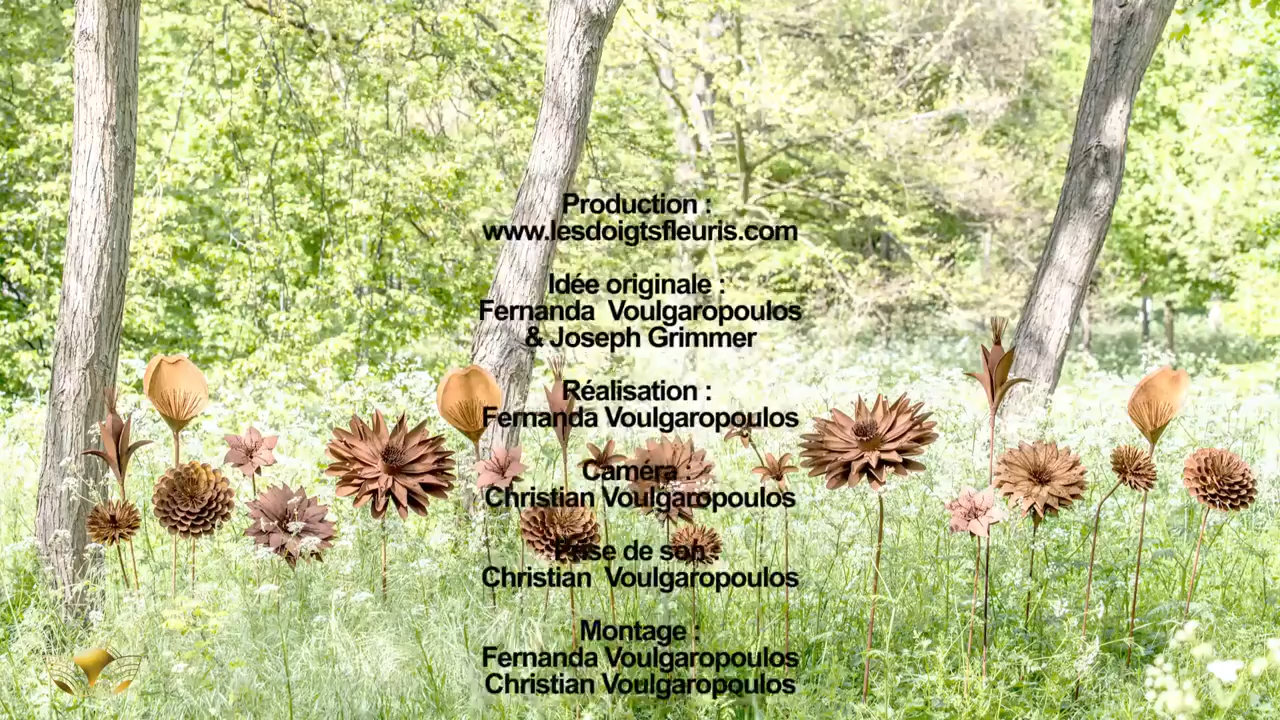 Production :
www.lesdoigtsfleuris.com
Idée originale :
Fernanda Voulgaropoulos
& Joseph Grimmer
Réalisation :
Fernanda Voulgaropoulos
Caméra :
Christian Voulgaropoulos
Prise de son :
Christian Voulgaropoulos
Montage :
Fernanda Voulgaropoulos
Christian Voulgaropoulos